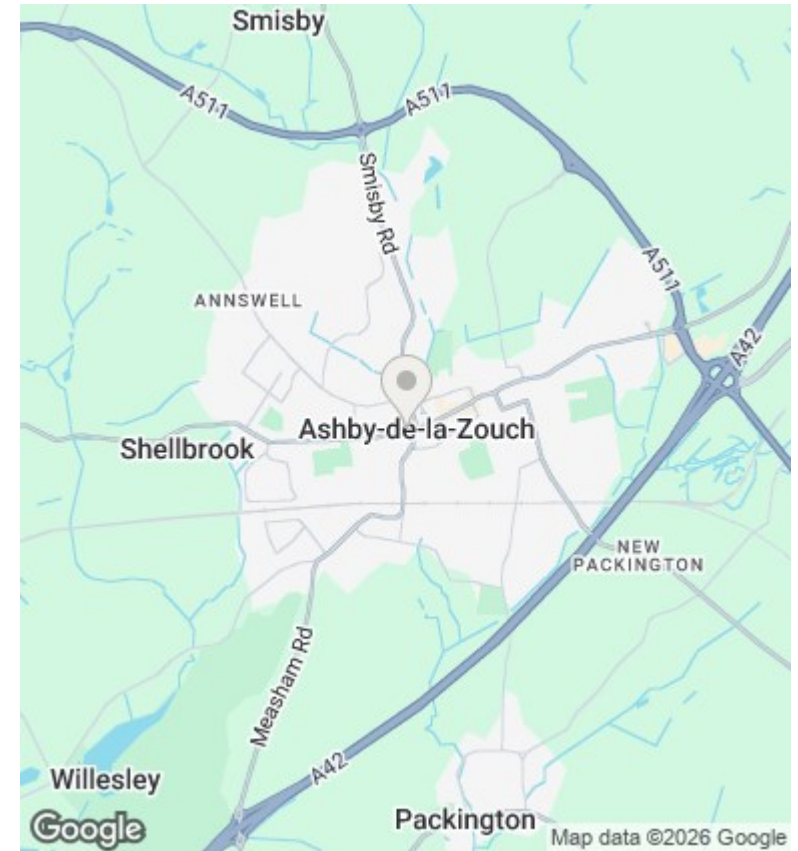 Smisby
A511
A511
Smisby Rd
A511
ANNSWELL
A42
Ashby-de-la-Zouch
Shellbrook
NEW
PACKINGTON
Measham Rd
A42
Willesley
Packington
Google
Map data ©2026 Google